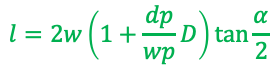 l = 2w(1 + dp/wp D) tan α/2